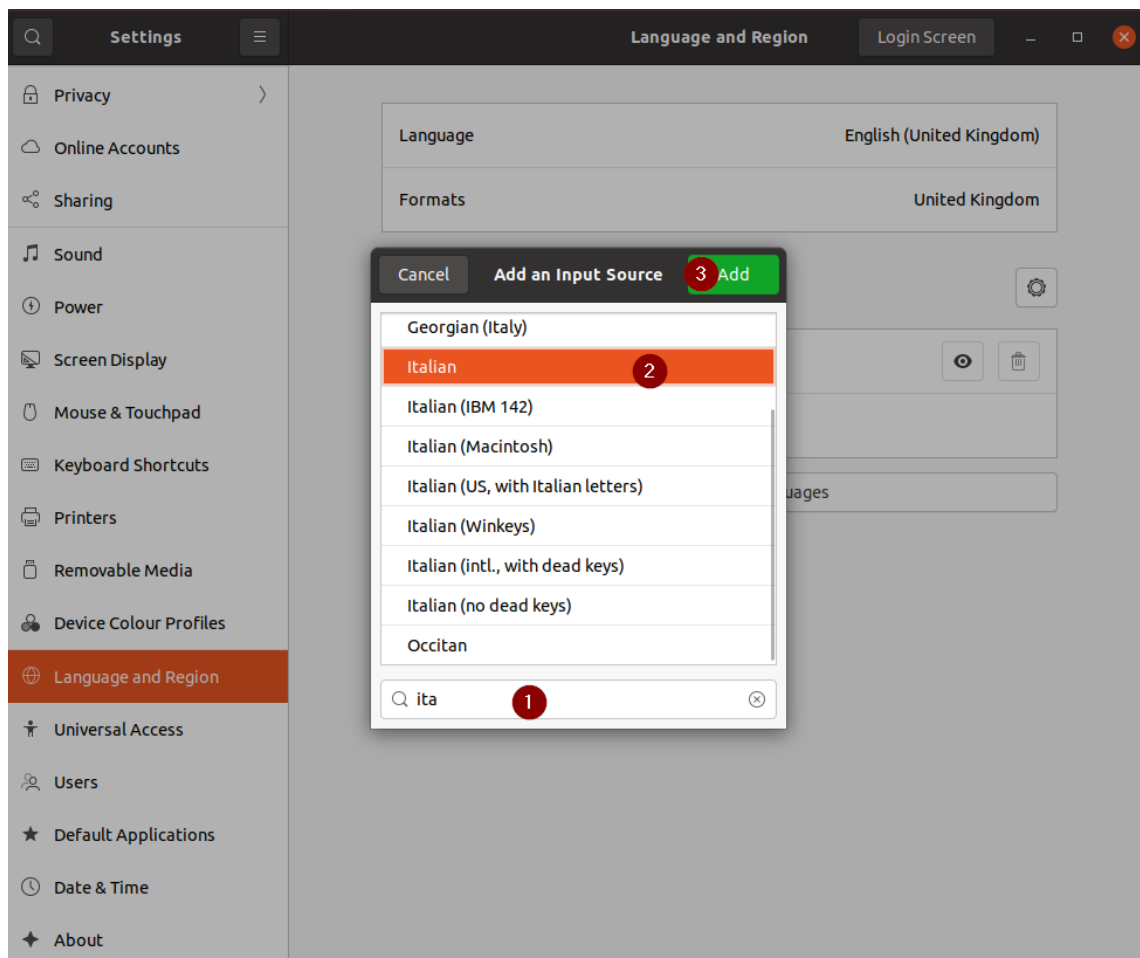 Settings
Language and Region
Login Screen
Privacy
Online Accounts
Sharing
Sound
Power
Screen Display
Mouse & Touchpad
Keyboard Shortcuts
Printers
Removable Media
Device Colour Profiles
Language and Region
Universal Access
Users
Default Applications
Date & Time
About
Language English (United Kingdom)
Formats United Kingdom
Cancel Add an Input Source 3 Add
Georgian (Italy)
Italian 2
Italian (IBM 142)
Italian (Macintosh)
Italian (US, with Italian letters)
Italian (Winkeys)
Italian (intl., with dead keys)
Italian (no dead keys)
Occitan
ita 1